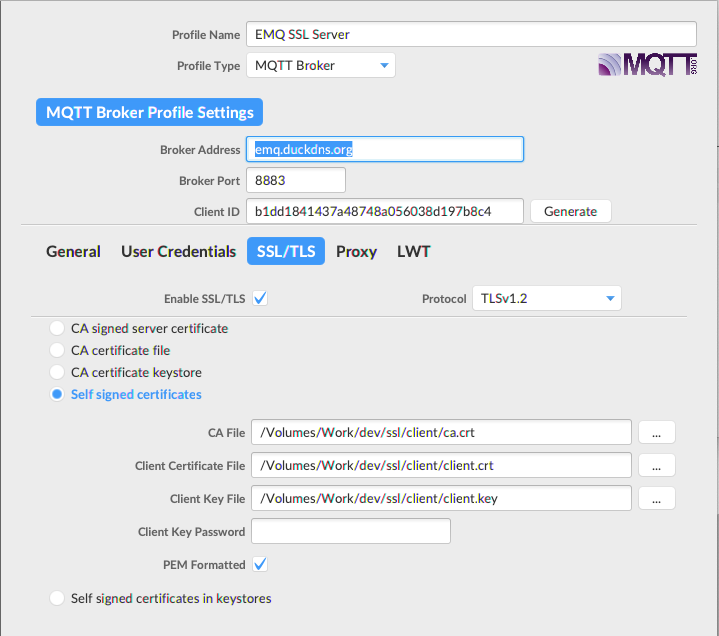 Profile Name EMQ SSL Server
Profile Type MQTT Broker
MQTT.ORG
MQTT Broker Profile Settings
Broker Address emq.duckdns.org
Broker Port 8883
Client ID b1dd1841437a48748a056038d197b8c4 Generate
General User Credentials SSL/TLS Proxy LWT
Enable SSL/TLS Protocol TLSv1.2
CA signed server certificate
CA certificate file
CA certificate keystore
Self signed certificates
CA File /Volumes/Work/dev/ssl/client/ca.crt ...
Client Certificate File /Volumes/Work/dev/ssl/client/client.crt ...
Client Key File /Volumes/Work/dev/ssl/client/client.key ...
Client Key Password
PEM Formatted
Self signed certificates in keystores